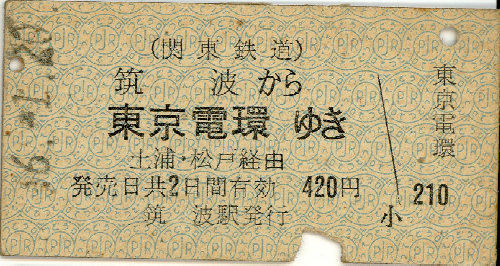 (関東鉄道)
筑波から
東京電環 ゆき
土浦・松戸経由
発売日共2日間有効 420円
筑波駅発行
東京電環
小 210